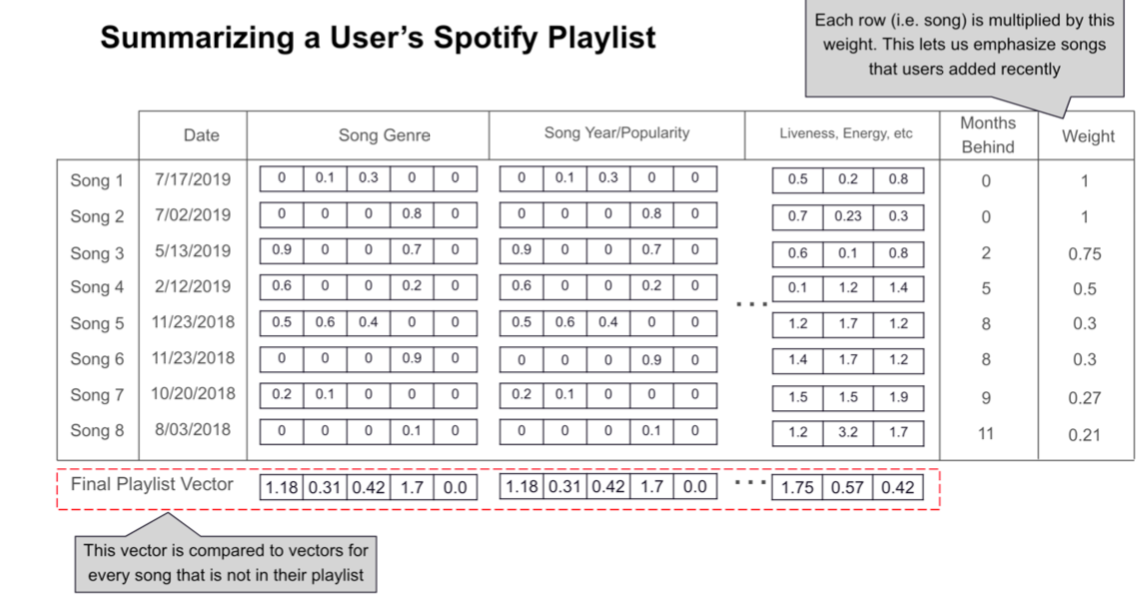 Summarizing a User's Spotify Playlist
Each row (i.e. song) is multiplied by this
weight. This lets us emphasize songs
that users added recently
Date Song Genre Song Year/Popularity Liveness, Energy, etc Months Behind Weight
Song 1 7/17/2019 0 0.1 0.3 0 0 0 0.1 0.3 0 0 0.5 0.2 0.8 0 1
Song 2 7/02/2019 0 0 0 0.8 0 0 0 0 0.8 0 0.7 0.23 0.3 0 1
Song 3 5/13/2019 0.9 0 0 0.7 0 0.9 0 0 0.7 0 0.6 0.1 0.8 2 0.75
Song 4 2/12/2019 0.6 0 0 0.2 0 0.6 0 0 0.2 0 ... 0.1 1.2 1.4 5 0.5
Song 5 11/23/2018 0.5 0.6 0.4 0 0 0.5 0.6 0.4 0 0 1.2 1.7 1.2 8 0.3
Song 6 11/23/2018 0 0 0 0.9 0 0 0 0 0.9 0 1.4 1.7 1.2 8 0.3
Song 7 10/20/2018 0.2 0.1 0 0 0 0.2 0.1 0 0 0 1.5 1.5 1.9 9 0.27
Song 8 8/03/2018 0 0 0 0.1 0 0 0 0 0.1 0 1.2 3.2 1.7 11 0.21
Final Playlist Vector 1.18 0.31 0.42 1.7 0.0 1.18 0.31 0.42 1.7 0.0 ... 1.75 0.57 0.42
This vector is compared to vectors for
every song that is not in their playlist